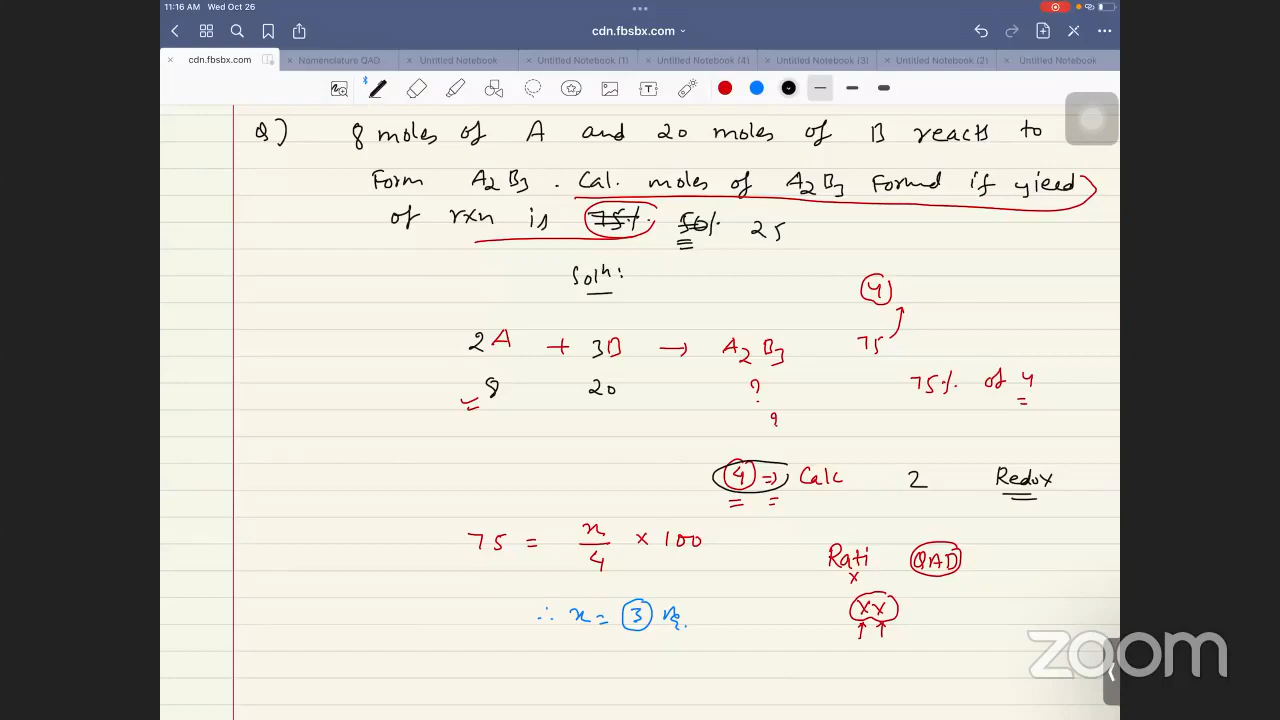 11:16 AM Wed Oct 26
cdn.fbsbx.com
cdn.fbsbx.com Nomenclature QAD Untitled Notebook Untitled Notebook (1) Untitled Notebook (4) Untitled Notebook (3) Untitled Notebook (2) Untitled Notebook
Q) 8 moles of A and 20 moles of B reacts to
Form A2B3. Cal. moles of A2B3 Formed if yield
of rxn is 75%. 50% 25
Soln:
4
2A + 3B → A2B3 75
8 20 ? 75% of 4
?
4 ⇒ Calc 2 Redox
75 = x/4 × 100
Rati QAD
x
∴ x = 3
xx
zoom